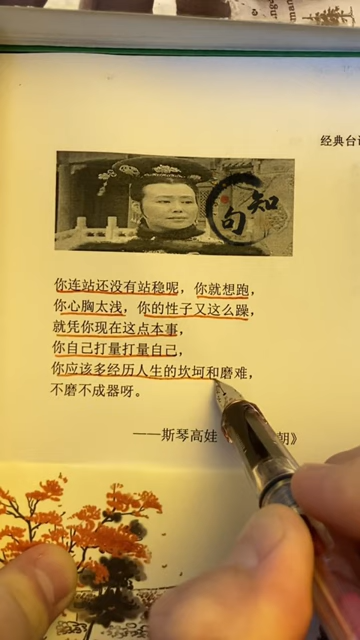 经典台
知
句
你连站还没有站稳呢，你就想跑，
你心胸太浅，你的性子又这么躁，
就凭你现在这点本事，
你自己打量打量自己，
你应该多经历人生的坎坷和磨难，
不磨不成器呀。
——斯琴高娃 朝》